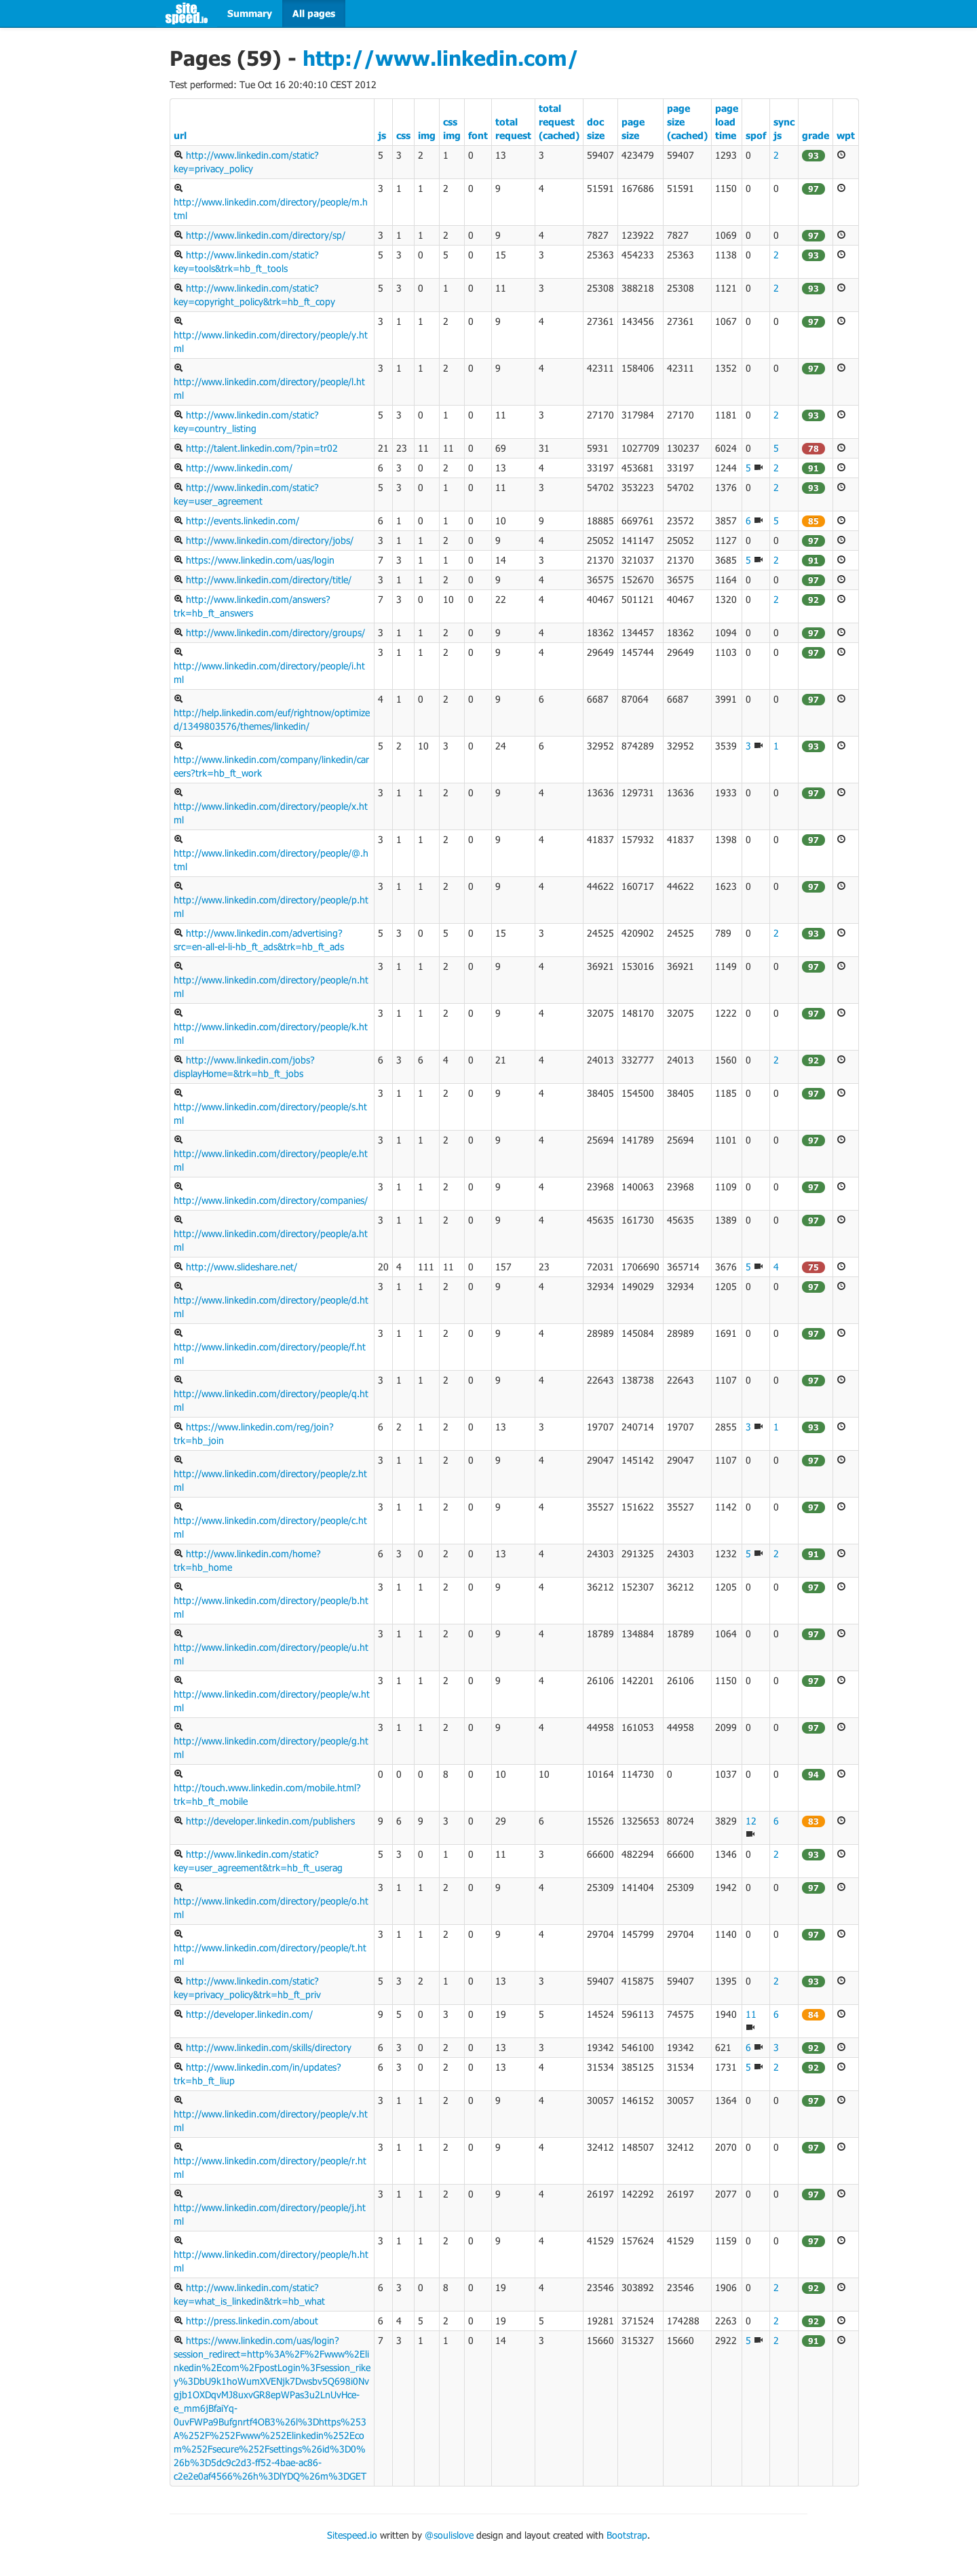 site speed.io Summary All pages
Pages (59) - http://www.linkedin.com/
Test performed: Tue Oct 16 20:40:10 CEST 2012
url js css img css img font total request total request (cached) doc size page size page size (cached) page load time spof sync js grade wpt
http://www.linkedin.com/static? 5 3 2 1 0 13 3 59407 423479 59407 1293 0 2 93
key=privacy_policy
3 1 1 2 0 9 4 51591 167686 51591 1150 0 0 97
http://www.linkedin.com/directory/people/m.h
tml
http://www.linkedin.com/directory/sp/ 3 1 1 2 0 9 4 7827 123922 7827 1069 0 0 97
http://www.linkedin.com/static? 5 3 0 5 0 15 3 25363 454233 25363 1138 0 2 93
key=tools&trk=hb_ft_tools
http://www.linkedin.com/static? 5 3 0 1 0 11 3 25308 388218 25308 1121 0 2 93
key=copyright_policy&trk=hb_ft_copy
3 1 1 2 0 9 4 27361 143456 27361 1067 0 0 97
http://www.linkedin.com/directory/people/y.ht
ml
3 1 1 2 0 9 4 42311 158406 42311 1352 0 0 97
http://www.linkedin.com/directory/people/l.ht
ml
http://www.linkedin.com/static? 5 3 0 1 0 11 3 27170 317984 27170 1181 0 2 93
key=country_listing
http://talent.linkedin.com/?pin=tr02 21 23 11 11 0 69 31 5931 1027709 130237 6024 0 5 78
http://www.linkedin.com/ 6 3 0 2 0 13 4 33197 453681 33197 1244 5 2 91
http://www.linkedin.com/static? 5 3 0 1 0 11 3 54702 353223 54702 1376 0 2 93
key=user_agreement
http://events.linkedin.com/ 6 1 0 1 0 10 9 18885 669761 23572 3857 6 5 85
http://www.linkedin.com/directory/jobs/ 3 1 1 2 0 9 4 25052 141147 25052 1127 0 0 97
https://www.linkedin.com/uas/login 7 3 1 1 0 14 3 21370 321037 21370 3685 5 2 91
http://www.linkedin.com/directory/title/ 3 1 1 2 0 9 4 36575 152670 36575 1164 0 0 97
http://www.linkedin.com/answers? 7 3 0 10 0 22 4 40467 501121 40467 1320 0 2 92
trk=hb_ft_answers
http://www.linkedin.com/directory/groups/ 3 1 1 2 0 9 4 18362 134457 18362 1094 0 0 97
3 1 1 2 0 9 4 29649 145744 29649 1103 0 0 97
http://www.linkedin.com/directory/people/i.ht
ml
4 1 0 2 0 9 6 6687 87064 6687 3991 0 0 97
http://help.linkedin.com/euf/rightnow/optimize
d/1349803576/themes/linkedin/
5 2 10 3 0 24 6 32952 874289 32952 3539 3 1 93
http://www.linkedin.com/company/linkedin/car
eers?trk=hb_ft_work
3 1 1 2 0 9 4 13636 129731 13636 1933 0 0 97
http://www.linkedin.com/directory/people/x.ht
ml
3 1 1 2 0 9 4 41837 157932 41837 1398 0 0 97
http://www.linkedin.com/directory/people/@.h
tml
3 1 1 2 0 9 4 44622 160717 44622 1623 0 0 97
http://www.linkedin.com/directory/people/p.ht
ml
http://www.linkedin.com/advertising? 5 3 0 5 0 15 3 24525 420902 24525 789 0 2 93
src=en-all-el-li-hb_ft_ads&trk=hb_ft_ads
3 1 1 2 0 9 4 36921 153016 36921 1149 0 0 97
http://www.linkedin.com/directory/people/n.ht
ml
3 1 1 2 0 9 4 32075 148170 32075 1222 0 0 97
http://www.linkedin.com/directory/people/k.ht
ml
http://www.linkedin.com/jobs? 6 3 6 4 0 21 4 24013 332777 24013 1560 0 2 92
displayHome=&trk=hb_ft_jobs
3 1 1 2 0 9 4 38405 154500 38405 1185 0 0 97
http://www.linkedin.com/directory/people/s.ht
ml
3 1 1 2 0 9 4 25694 141789 25694 1101 0 0 97
http://www.linkedin.com/directory/people/e.ht
ml
3 1 1 2 0 9 4 23968 140063 23968 1109 0 0 97
http://www.linkedin.com/directory/companies/
3 1 1 2 0 9 4 45635 161730 45635 1389 0 0 97
http://www.linkedin.com/directory/people/a.ht
ml
http://www.slideshare.net/ 20 4 111 11 0 157 23 72031 1706690 365714 3676 5 4 75
3 1 1 2 0 9 4 32934 149029 32934 1205 0 0 97
http://www.linkedin.com/directory/people/d.ht
ml
3 1 1 2 0 9 4 28989 145084 28989 1691 0 0 97
http://www.linkedin.com/directory/people/f.ht
ml
3 1 1 2 0 9 4 22643 138738 22643 1107 0 0 97
http://www.linkedin.com/directory/people/q.ht
ml
https://www.linkedin.com/reg/join? 6 2 1 2 0 13 3 19707 240714 19707 2855 3 1 93
trk=hb_join
3 1 1 2 0 9 4 29047 145142 29047 1107 0 0 97
http://www.linkedin.com/directory/people/z.ht
ml
3 1 1 2 0 9 4 35527 151622 35527 1142 0 0 97
http://www.linkedin.com/directory/people/c.ht
ml
http://www.linkedin.com/home? 6 3 0 2 0 13 4 24303 291325 24303 1232 5 2 91
trk=hb_home
3 1 1 2 0 9 4 36212 152307 36212 1205 0 0 97
http://www.linkedin.com/directory/people/b.ht
ml
3 1 1 2 0 9 4 18789 134884 18789 1064 0 0 97
http://www.linkedin.com/directory/people/u.ht
ml
3 1 1 2 0 9 4 26106 142201 26106 1150 0 0 97
http://www.linkedin.com/directory/people/w.ht
ml
3 1 1 2 0 9 4 44958 161053 44958 2099 0 0 97
http://www.linkedin.com/directory/people/g.ht
ml
0 0 0 8 0 10 10 10164 114730 0 1037 0 0 94
http://touch.www.linkedin.com/mobile.html?
trk=hb_ft_mobile
http://developer.linkedin.com/publishers 9 6 9 3 0 29 6 15526 1325653 80724 3829 12 6 83
http://www.linkedin.com/static? 5 3 0 1 0 11 3 66600 482294 66600 1346 0 2 93
key=user_agreement&trk=hb_ft_userag
3 1 1 2 0 9 4 25309 141404 25309 1942 0 0 97
http://www.linkedin.com/directory/people/o.ht
ml
3 1 1 2 0 9 4 29704 145799 29704 1140 0 0 97
http://www.linkedin.com/directory/people/t.ht
ml
http://www.linkedin.com/static? 5 3 2 1 0 13 3 59407 415875 59407 1395 0 2 93
key=privacy_policy&trk=hb_ft_priv
http://developer.linkedin.com/ 9 5 0 3 0 19 5 14524 596113 74575 1940 11 6 84
http://www.linkedin.com/skills/directory 6 3 0 2 0 13 3 19342 546100 19342 621 6 3 92
http://www.linkedin.com/in/updates? 6 3 0 2 0 13 4 31534 385125 31534 1731 5 2 92
trk=hb_ft_liup
3 1 1 2 0 9 4 30057 146152 30057 1364 0 0 97
http://www.linkedin.com/directory/people/v.ht
ml
3 1 1 2 0 9 4 32412 148507 32412 2070 0 0 97
http://www.linkedin.com/directory/people/r.ht
ml
3 1 1 2 0 9 4 26197 142292 26197 2077 0 0 97
http://www.linkedin.com/directory/people/j.ht
ml
3 1 1 2 0 9 4 41529 157624 41529 1159 0 0 97
http://www.linkedin.com/directory/people/h.ht
ml
http://www.linkedin.com/static? 6 3 0 8 0 19 4 23546 303892 23546 1906 0 2 92
key=what_is_linkedin&trk=hb_what
http://press.linkedin.com/about 6 4 5 2 0 19 5 19281 371524 174288 2263 0 2 92
https://www.linkedin.com/uas/login? 7 3 1 1 0 14 3 15660 315327 15660 2922 5 2 91
session_redirect=http%3A%2F%2Fwww%2Eli
nkedin%2Ecom%2FpostLogin%3Fsession_rike
y%3DbU9k1hoWumXVENJk7Dwsbv5Q698i0Nv
gjb1OXDqvMJ8uxvGR8epWPas3u2LnUvHce-
e_mm6jBfaiYq-
0uvFWPa9Bufgnrtf4OB3%26l%3Dhttps%253
A%252F%252Fwww%252Elinkedin%252Eco
m%252Fsecure%252Fsettings%26id%3D0%
26b%3D5dc9c2d3-ff52-4bae-ac86-
c2e2e0af4566%26h%3DlYDQ%26m%3DGET
Sitespeed.io written by @soulislove design and layout created with Bootstrap.